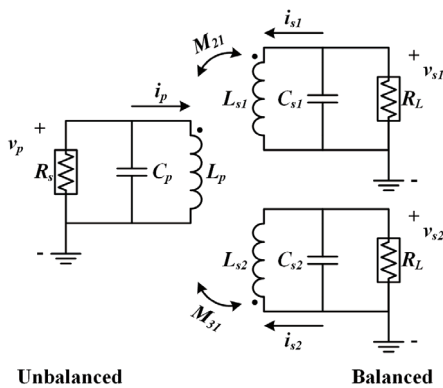 i_s1
M_21
+
v_s1
-
L_s1
C_s1
R_L
i_p
+
v_p
-
R_s
C_p
L_p
+
v_s2
-
L_s2
C_s2
R_L
M_31
i_s2
Unbalanced
Balanced